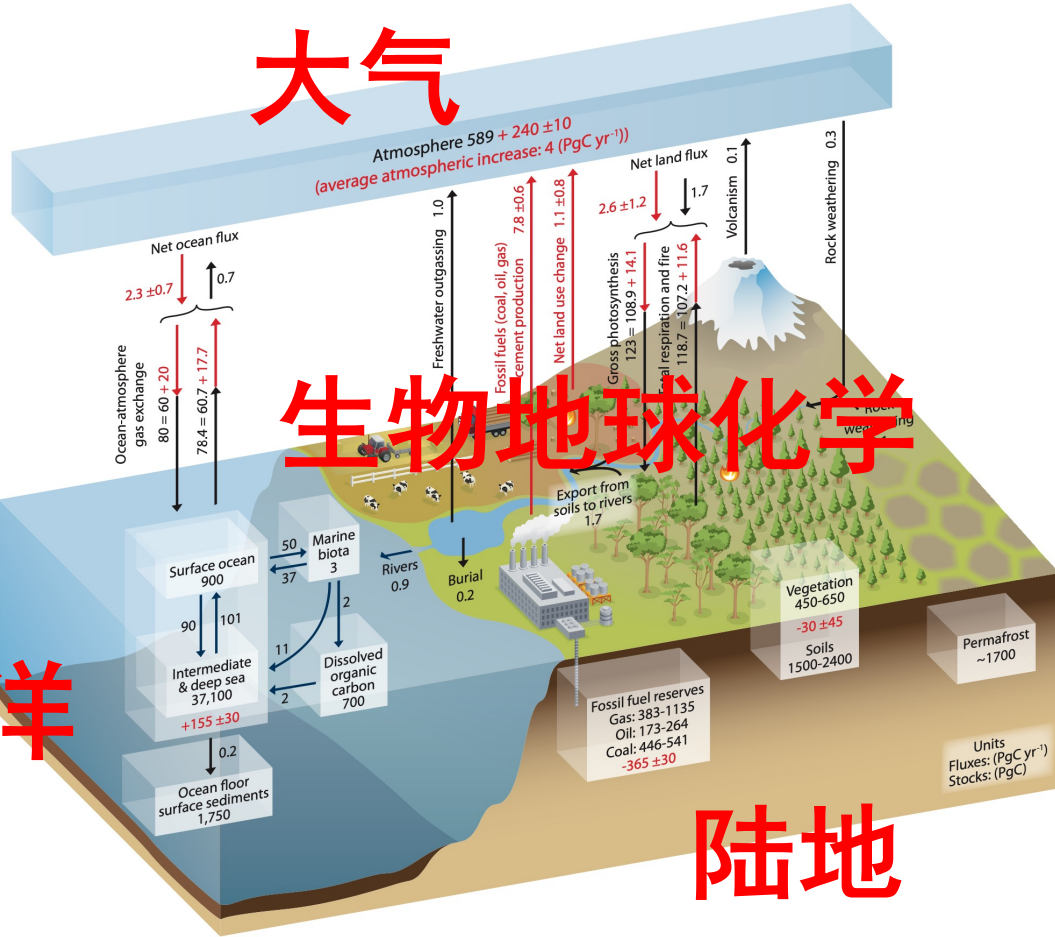 大气
Atmosphere 589 + 240 ±10
(average atmospheric increase: 4 (PgC yr⁻¹))
Net ocean flux
2.3 ±0.7
0.7
Ocean-atmosphere
gas exchange
80 = 60 + 20
78.4 = 60.7 + 17.7
Freshwater outgassing 1.0
Fossil fuels (coal, oil, gas)
cement production 7.8 ±0.6
Net land use change 1.1 ±0.8
Net land flux
2.6 ±1.2
1.7
Gross photosynthesis
123 = 108.9 + 14.1
respiration and fire
118.7 = 107.2 + 11.6
Volcanism 0.1
Rock weathering 0.3
生物地球化学
Export from
soils to rivers
1.7
Rivers
0.9
Burial
0.2
Surface ocean
900
50
37
Marine
biota
3
90
101
2
11
2
Intermediate
& deep sea
37,100
+155 ±30
Dissolved
organic
carbon
700
0.2
Ocean floor
surface sediments
1,750
Vegetation
450-650
-30 ±45
Soils
1500-2400
Permafrost
~1700
Fossil fuel reserves
Gas: 383-1135
Oil: 173-264
Coal: 446-541
-365 ±30
Units
Fluxes: (PgC yr⁻¹)
Stocks: (PgC)
洋
陆地